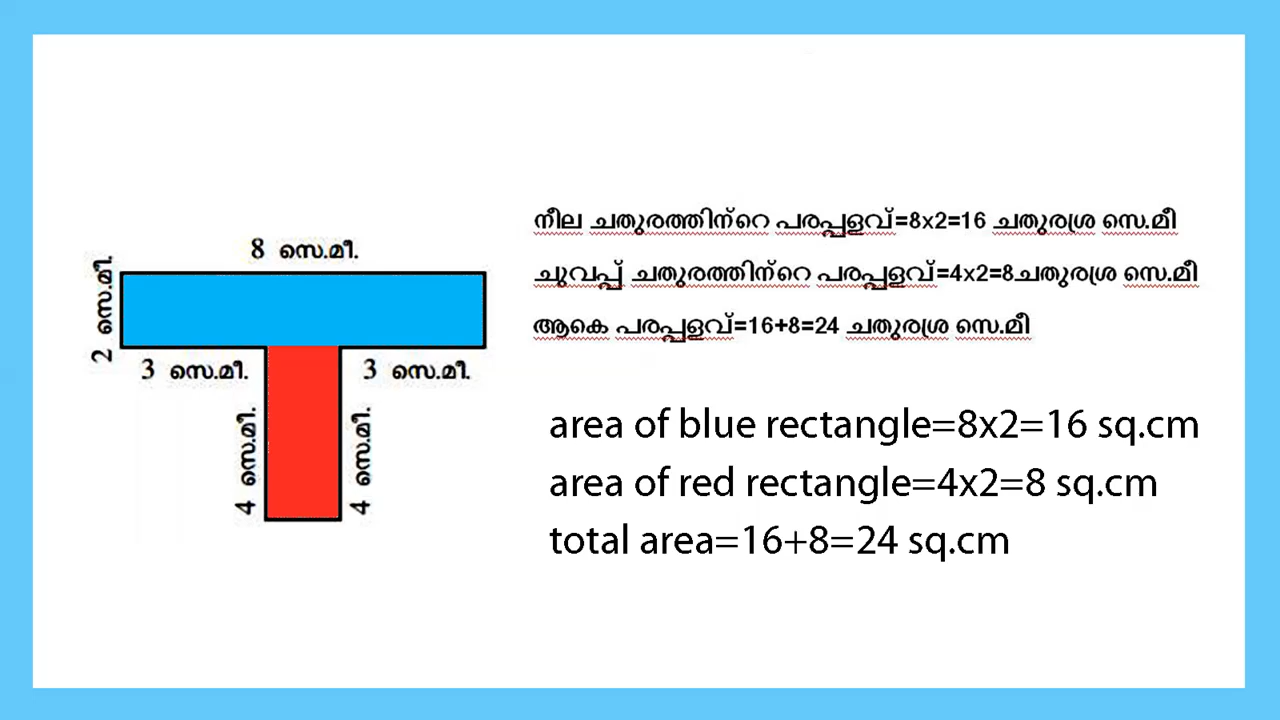 8 സെ.മീ.
2 സെ.മീ.
3 സെ.മീ.
3 സെ.മീ.
4 സെ.മീ.
4 സെ.മീ.
നീല ചതുരത്തിന്റെ പരപ്പളവ്=8x2=16 ചതുരശ്ര സെ.മീ
ചുവപ്പ് ചതുരത്തിന്റെ പരപ്പളവ്=4x2=8ചതുരശ്ര സെ.മീ
ആകെ പരപ്പളവ്=16+8=24 ചതുരശ്ര സെ.മീ
area of blue rectangle=8x2=16 sq.cm
area of red rectangle=4x2=8 sq.cm
total area=16+8=24 sq.cm